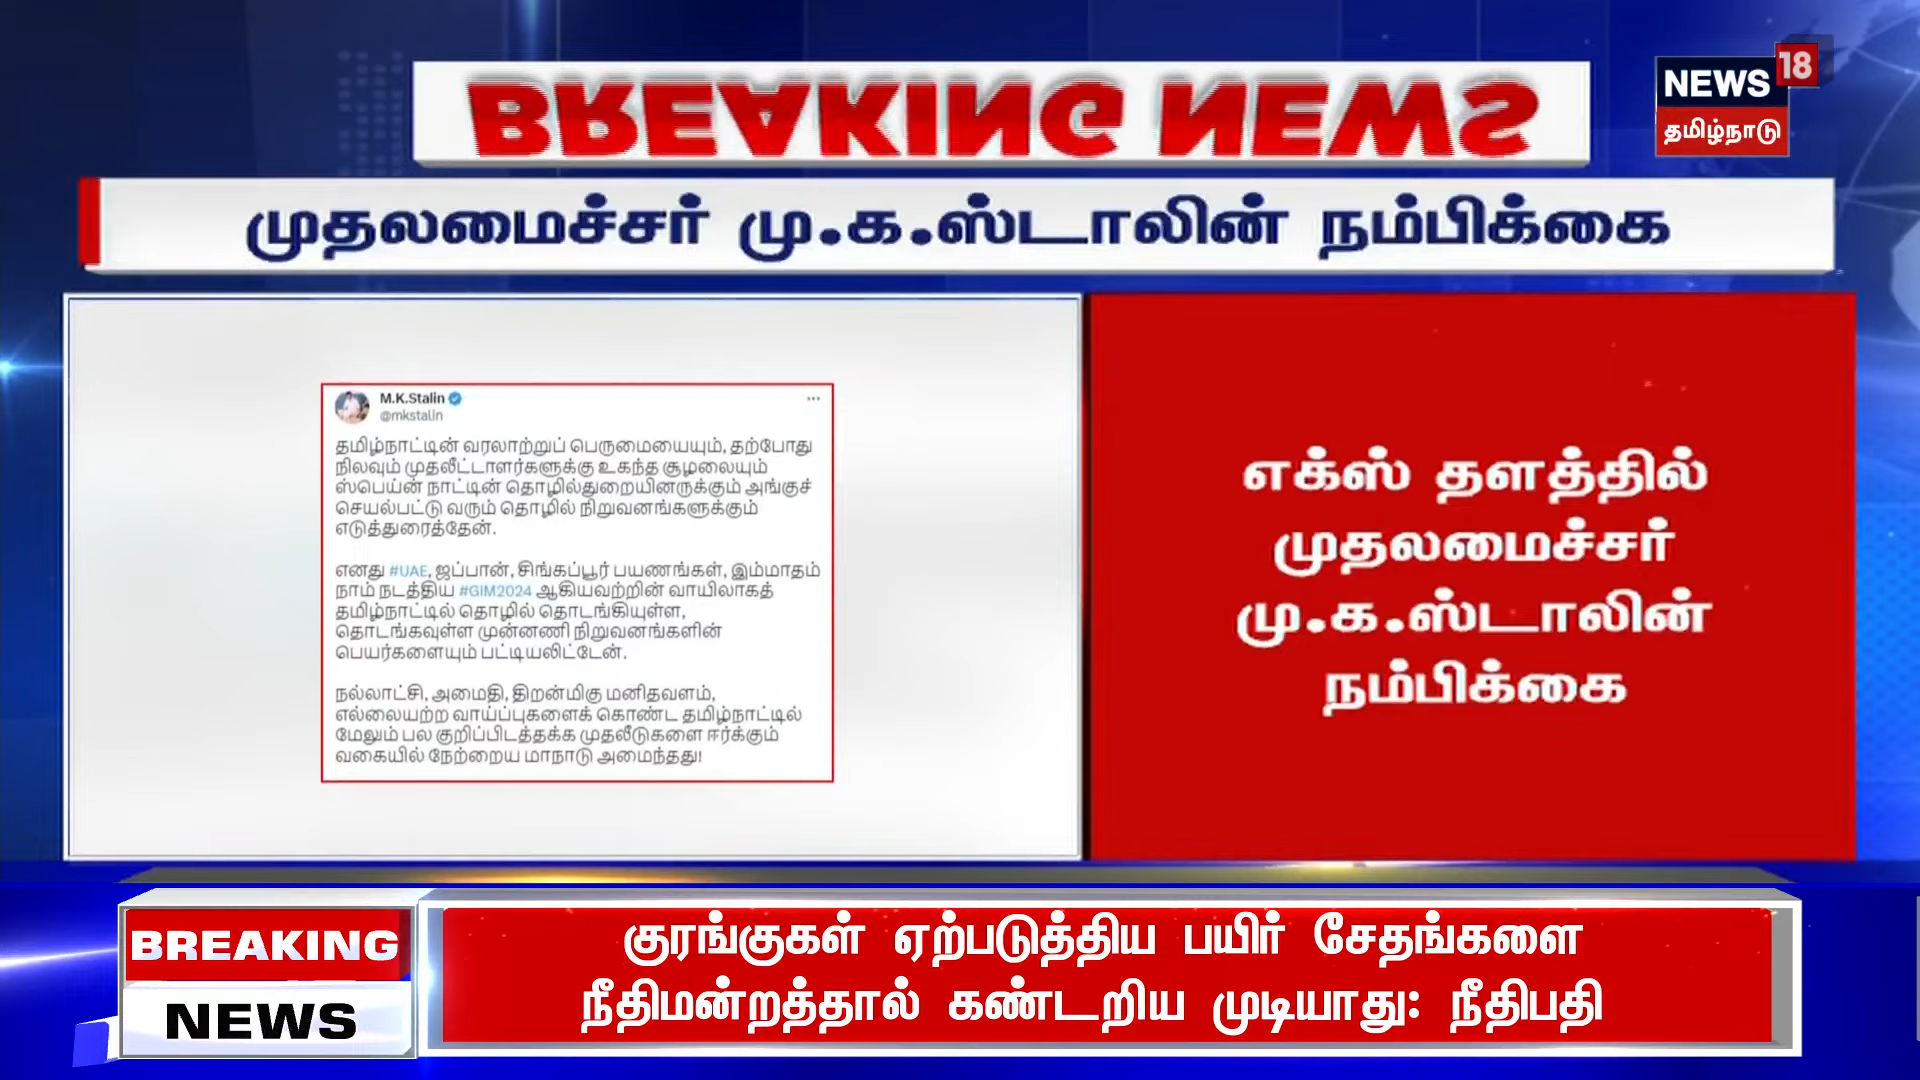 BREAKING NEWS
NEWS 18
தமிழ்நாடு
முதலமைச்சர் மு.க.ஸ்டாலின் நம்பிக்கை
M.K.Stalin
@mkstalin
தமிழ்நாட்டின் வரலாற்றுப் பெருமையையும், தற்போது
நிலவும் முதலீட்டாளர்களுக்கு உகந்த சூழலையும்
ஸ்பெய்ன் நாட்டின் தொழில்துறையினருக்கும் அங்குச்
செயல்பட்டு வரும் தொழில் நிறுவனங்களுக்கும்
எடுத்துரைத்தேன்.
எனது #UAE, ஜப்பான், சிங்கப்பூர் பயணங்கள், இம்மாதம்
நாம் நடத்திய #GIM2024 ஆகியவற்றின் வாயிலாகத்
தமிழ்நாட்டில் தொழில் தொடங்கியுள்ள,
தொடங்கவுள்ள முன்னணி நிறுவனங்களின்
பெயர்களையும் பட்டியலிட்டேன்.
நல்லாட்சி, அமைதி, திறன்மிகு மனிதவளம்,
எல்லையற்ற வாய்ப்புகளைக் கொண்ட தமிழ்நாட்டில்
மேலும் பல குறிப்பிடத்தக்க முதலீடுகளை ஈர்க்கும்
வகையில் நேற்றைய மாநாடு அமைந்தது!
எக்ஸ் தளத்தில்
முதலமைச்சர்
மு.க.ஸ்டாலின்
நம்பிக்கை
BREAKING
NEWS
குரங்குகள் ஏற்படுத்திய பயிர் சேதங்களை
நீதிமன்றத்தால் கண்டறிய முடியாது: நீதிபதி